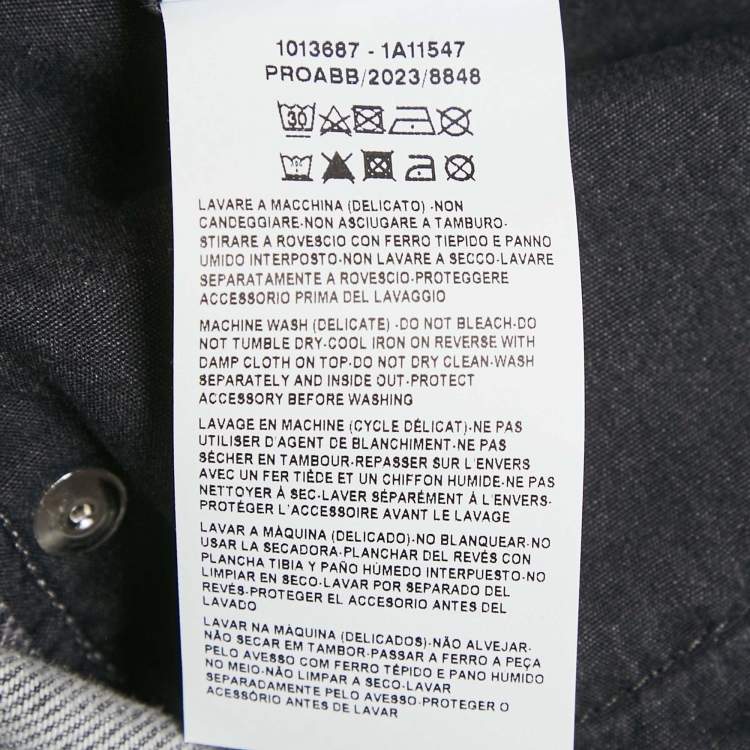 1013687 - 1A11547
PROABB/2023/8848
30
LAVARE A MACCHINA (DELICATO) -NON
CANDEGGIARE-NON ASCIUGARE A TAMBURO-
STIRARE A ROVESCIO CON FERRO TIEPIDO E PANNO
UMIDO INTERPOSTO-NON LAVARE A SECCO-LAVARE
SEPARATAMENTE A ROVESCIO-PROTEGGERE
ACCESSORIO PRIMA DEL LAVAGGIO
MACHINE WASH (DELICATE) -DO NOT BLEACH-DO
NOT TUMBLE DRY-COOL IRON ON REVERSE WITH
DAMP CLOTH ON TOP-DO NOT DRY CLEAN-WASH
SEPARATELY AND INSIDE OUT-PROTECT
ACCESSORY BEFORE WASHING
LAVAGE EN MACHINE (CYCLE DÉLICAT)-NE PAS
UTILISER D'AGENT DE BLANCHIMENT-NE PAS
SÉCHER EN TAMBOUR-REPASSER SUR L'ENVERS
AVEC UN FER TIÈDE ET UN CHIFFON HUMIDE-NE PAS
NETTOYER À SEC-LAVER SÉPARÉMENT À L'ENVERS-
PROTÉGER L'ACCESSOIRE AVANT LE LAVAGE
LAVAR A MÁQUINA (DELICADO)-NO BLANQUEAR-NO
USAR LA SECADORA-PLANCHAR DEL REVÉS CON
PLANCHA TIBIA Y PAÑO HÚMEDO INTERPUESTO-NO
LIMPIAR EN SECO-LAVAR POR SEPARADO DEL
REVÉS-PROTEGER EL ACCESORIO ANTES DEL
LAVADO
LAVAR NA MÁQUINA (DELICADOS)-NÃO ALVEJAR-
NÃO SECAR EM TAMBOR-PASSAR A FERRO A PEÇA
PELO AVESSO COM FERRO TÉPIDO E PANO HUMIDO
NO MEIO-NÃO LIMPAR A SECO-LAVAR
SEPARADAMENTE PELO AVESSO-PROTEGER O
ACESSÓRIO ANTES DE LAVAR